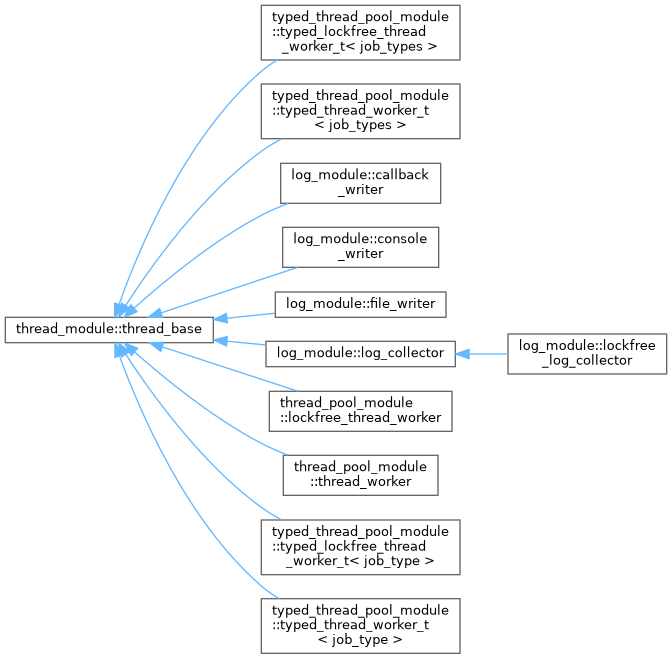 typed_thread_pool_module
::typed_lockfree_thread
_worker_t< job_types >
typed_thread_pool_module
::typed_thread_worker_t
< job_types >
log_module::callback
_writer
log_module::console
_writer
log_module::file_writer
thread_module::thread_base
log_module::log_collector
log_module::lockfree
_log_collector
thread_pool_module
::lockfree_thread_worker
thread_pool_module
::thread_worker
typed_thread_pool_module
::typed_lockfree_thread
_worker_t< job_type >
typed_thread_pool_module
::typed_thread_worker_t
< job_type >